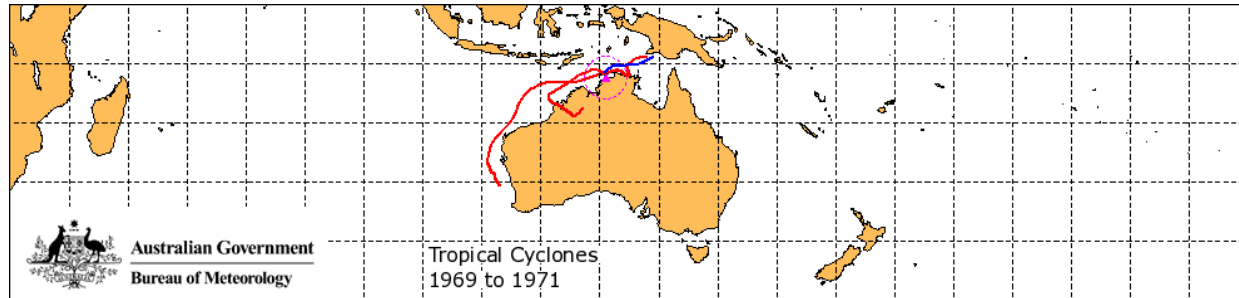 Australian Government
Bureau of Meteorology
Tropical Cyclones
1969 to 1971